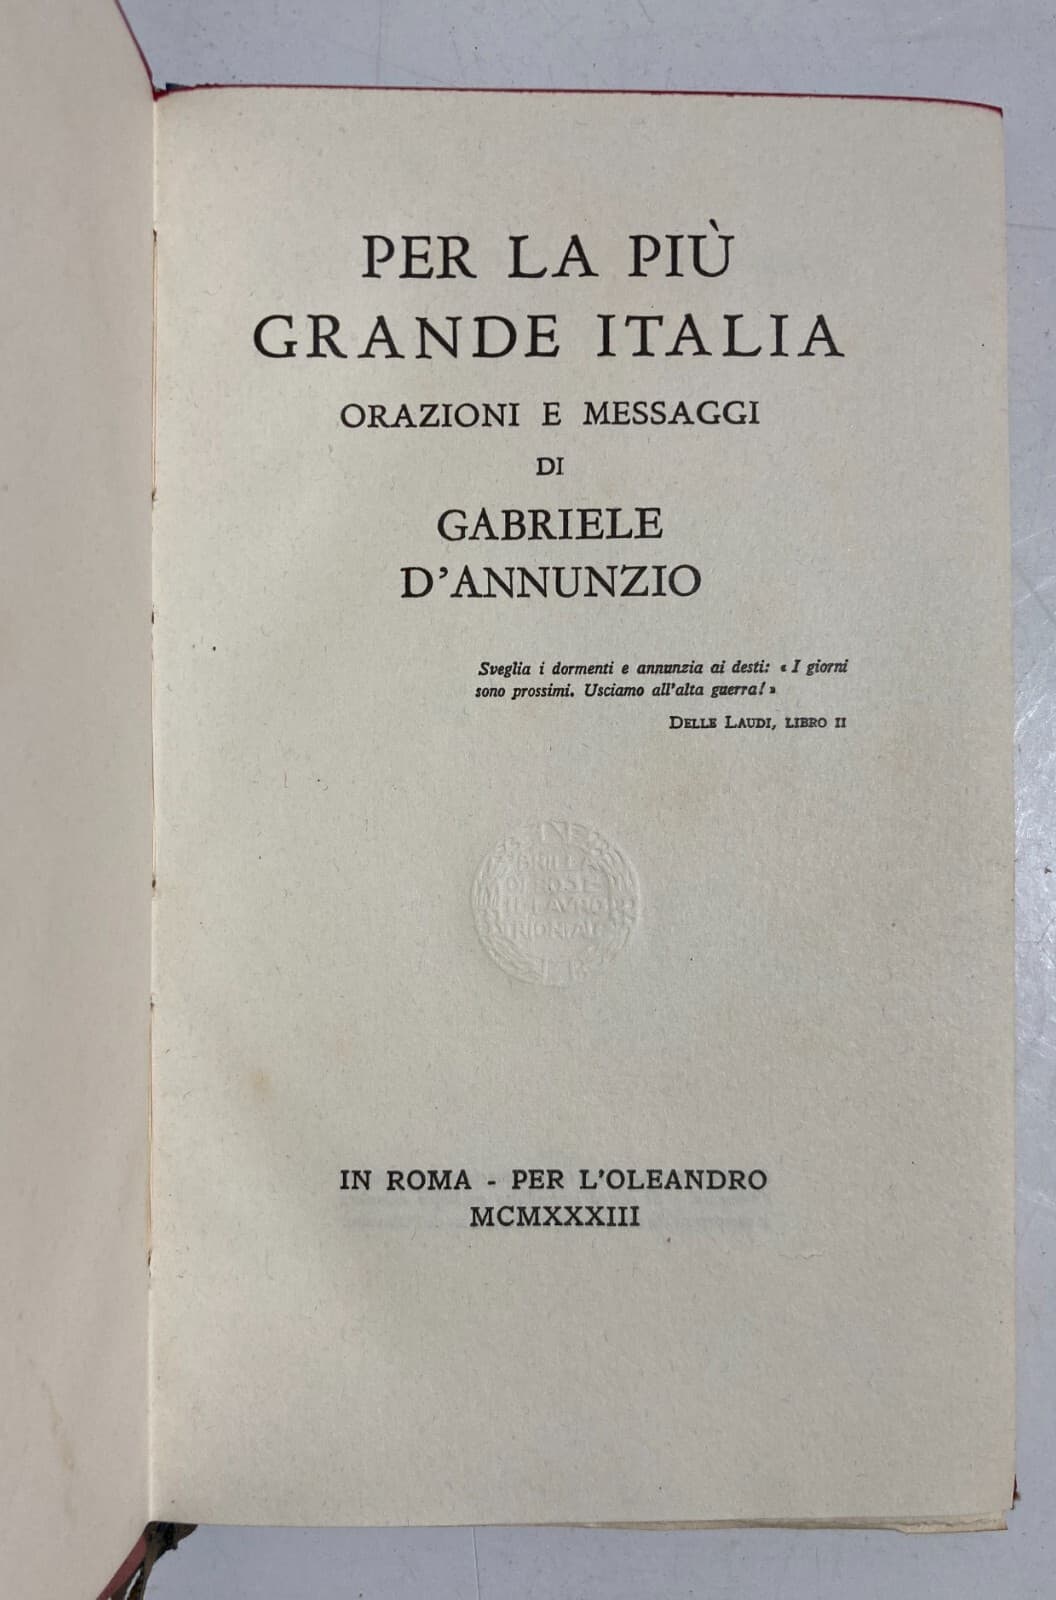 PER LA PIÙ
GRANDE ITALIA
ORAZIONI E MESSAGGI
DI
GABRIELE
D'ANNUNZIO
Sveglia i dormenti e annunzia ai desti: « I giorni
sono prossimi. Usciamo all'alta guerra! »
DELLE LAUDI, LIBRO II
IN ROMA - PER L'OLEANDRO
MCMXXXIII